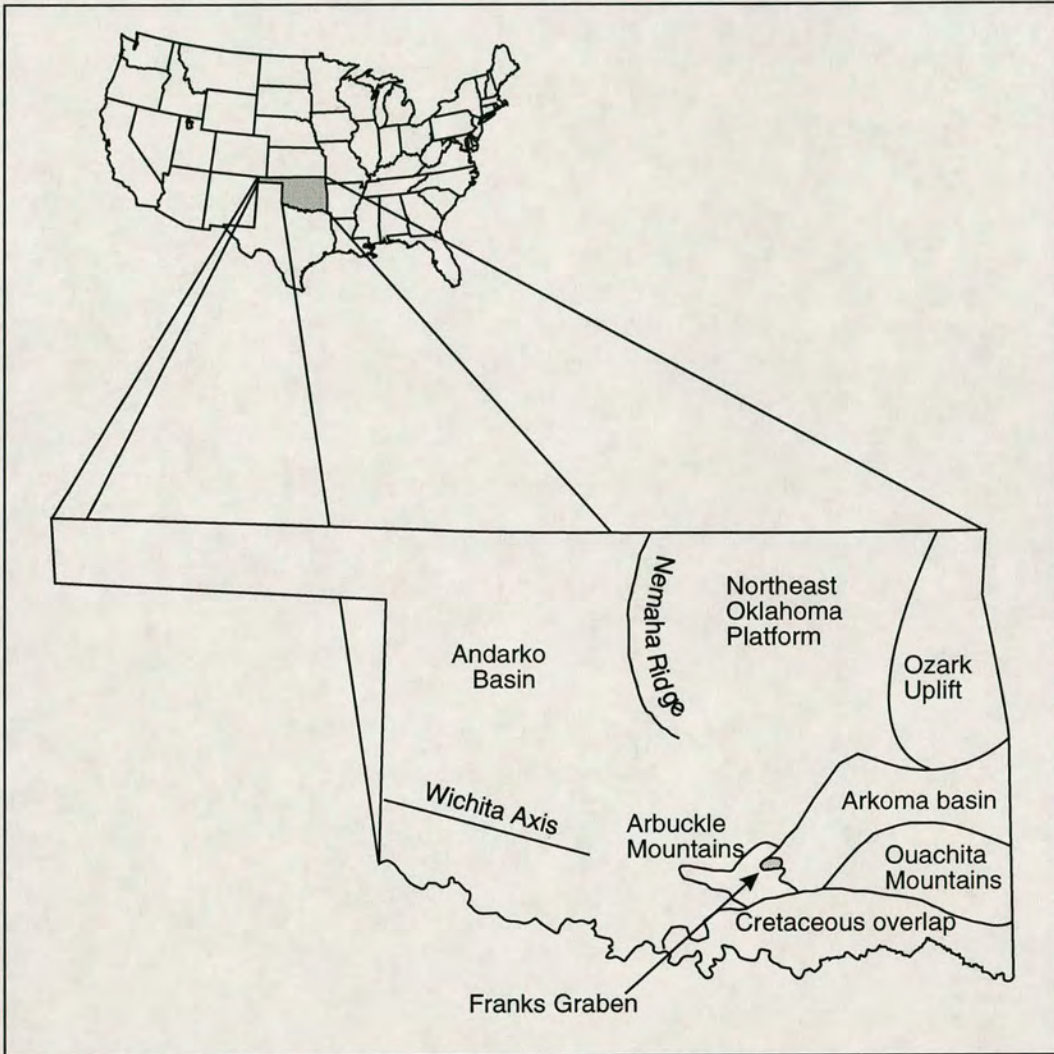 Nemaha Ridge
Northeast
Oklahoma
Platform
Andarko
Basin
Ozark
Uplift
Wichita Axis
Arbuckle
Mountains
Arkoma basin
Ouachita
Mountains
Cretaceous overlap
Franks Graben